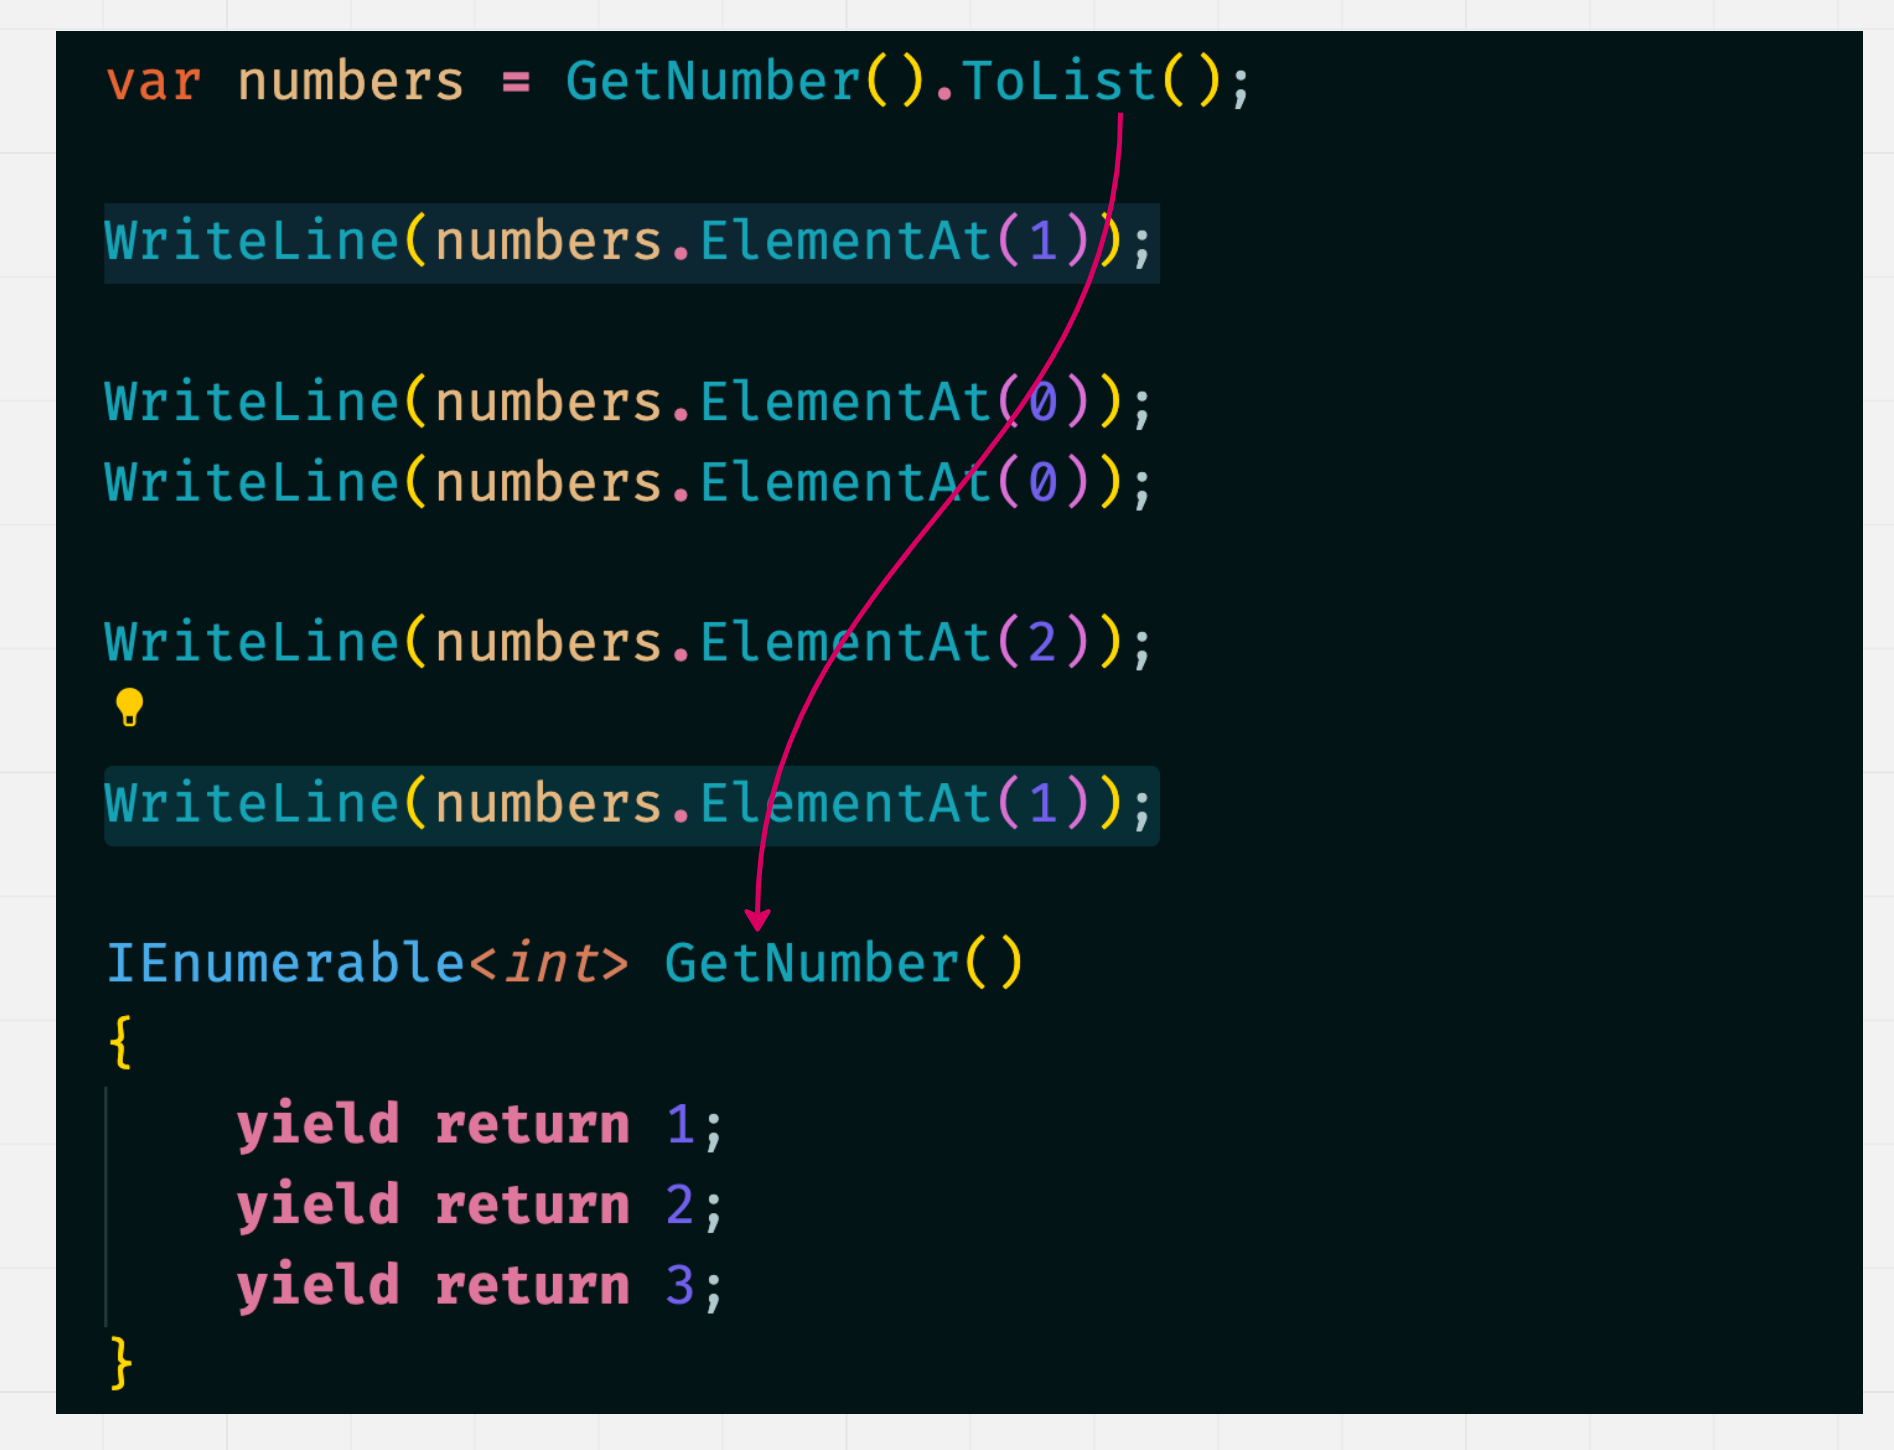 var numbers = GetNumber().ToList();
WriteLine(numbers.ElementAt(1));
WriteLine(numbers.ElementAt(0));
WriteLine(numbers.ElementAt(0));
WriteLine(numbers.ElementAt(2));
WriteLine(numbers.ElementAt(1));
IEnumerable<int> GetNumber()
{
yield return 1;
yield return 2;
yield return 3;
}